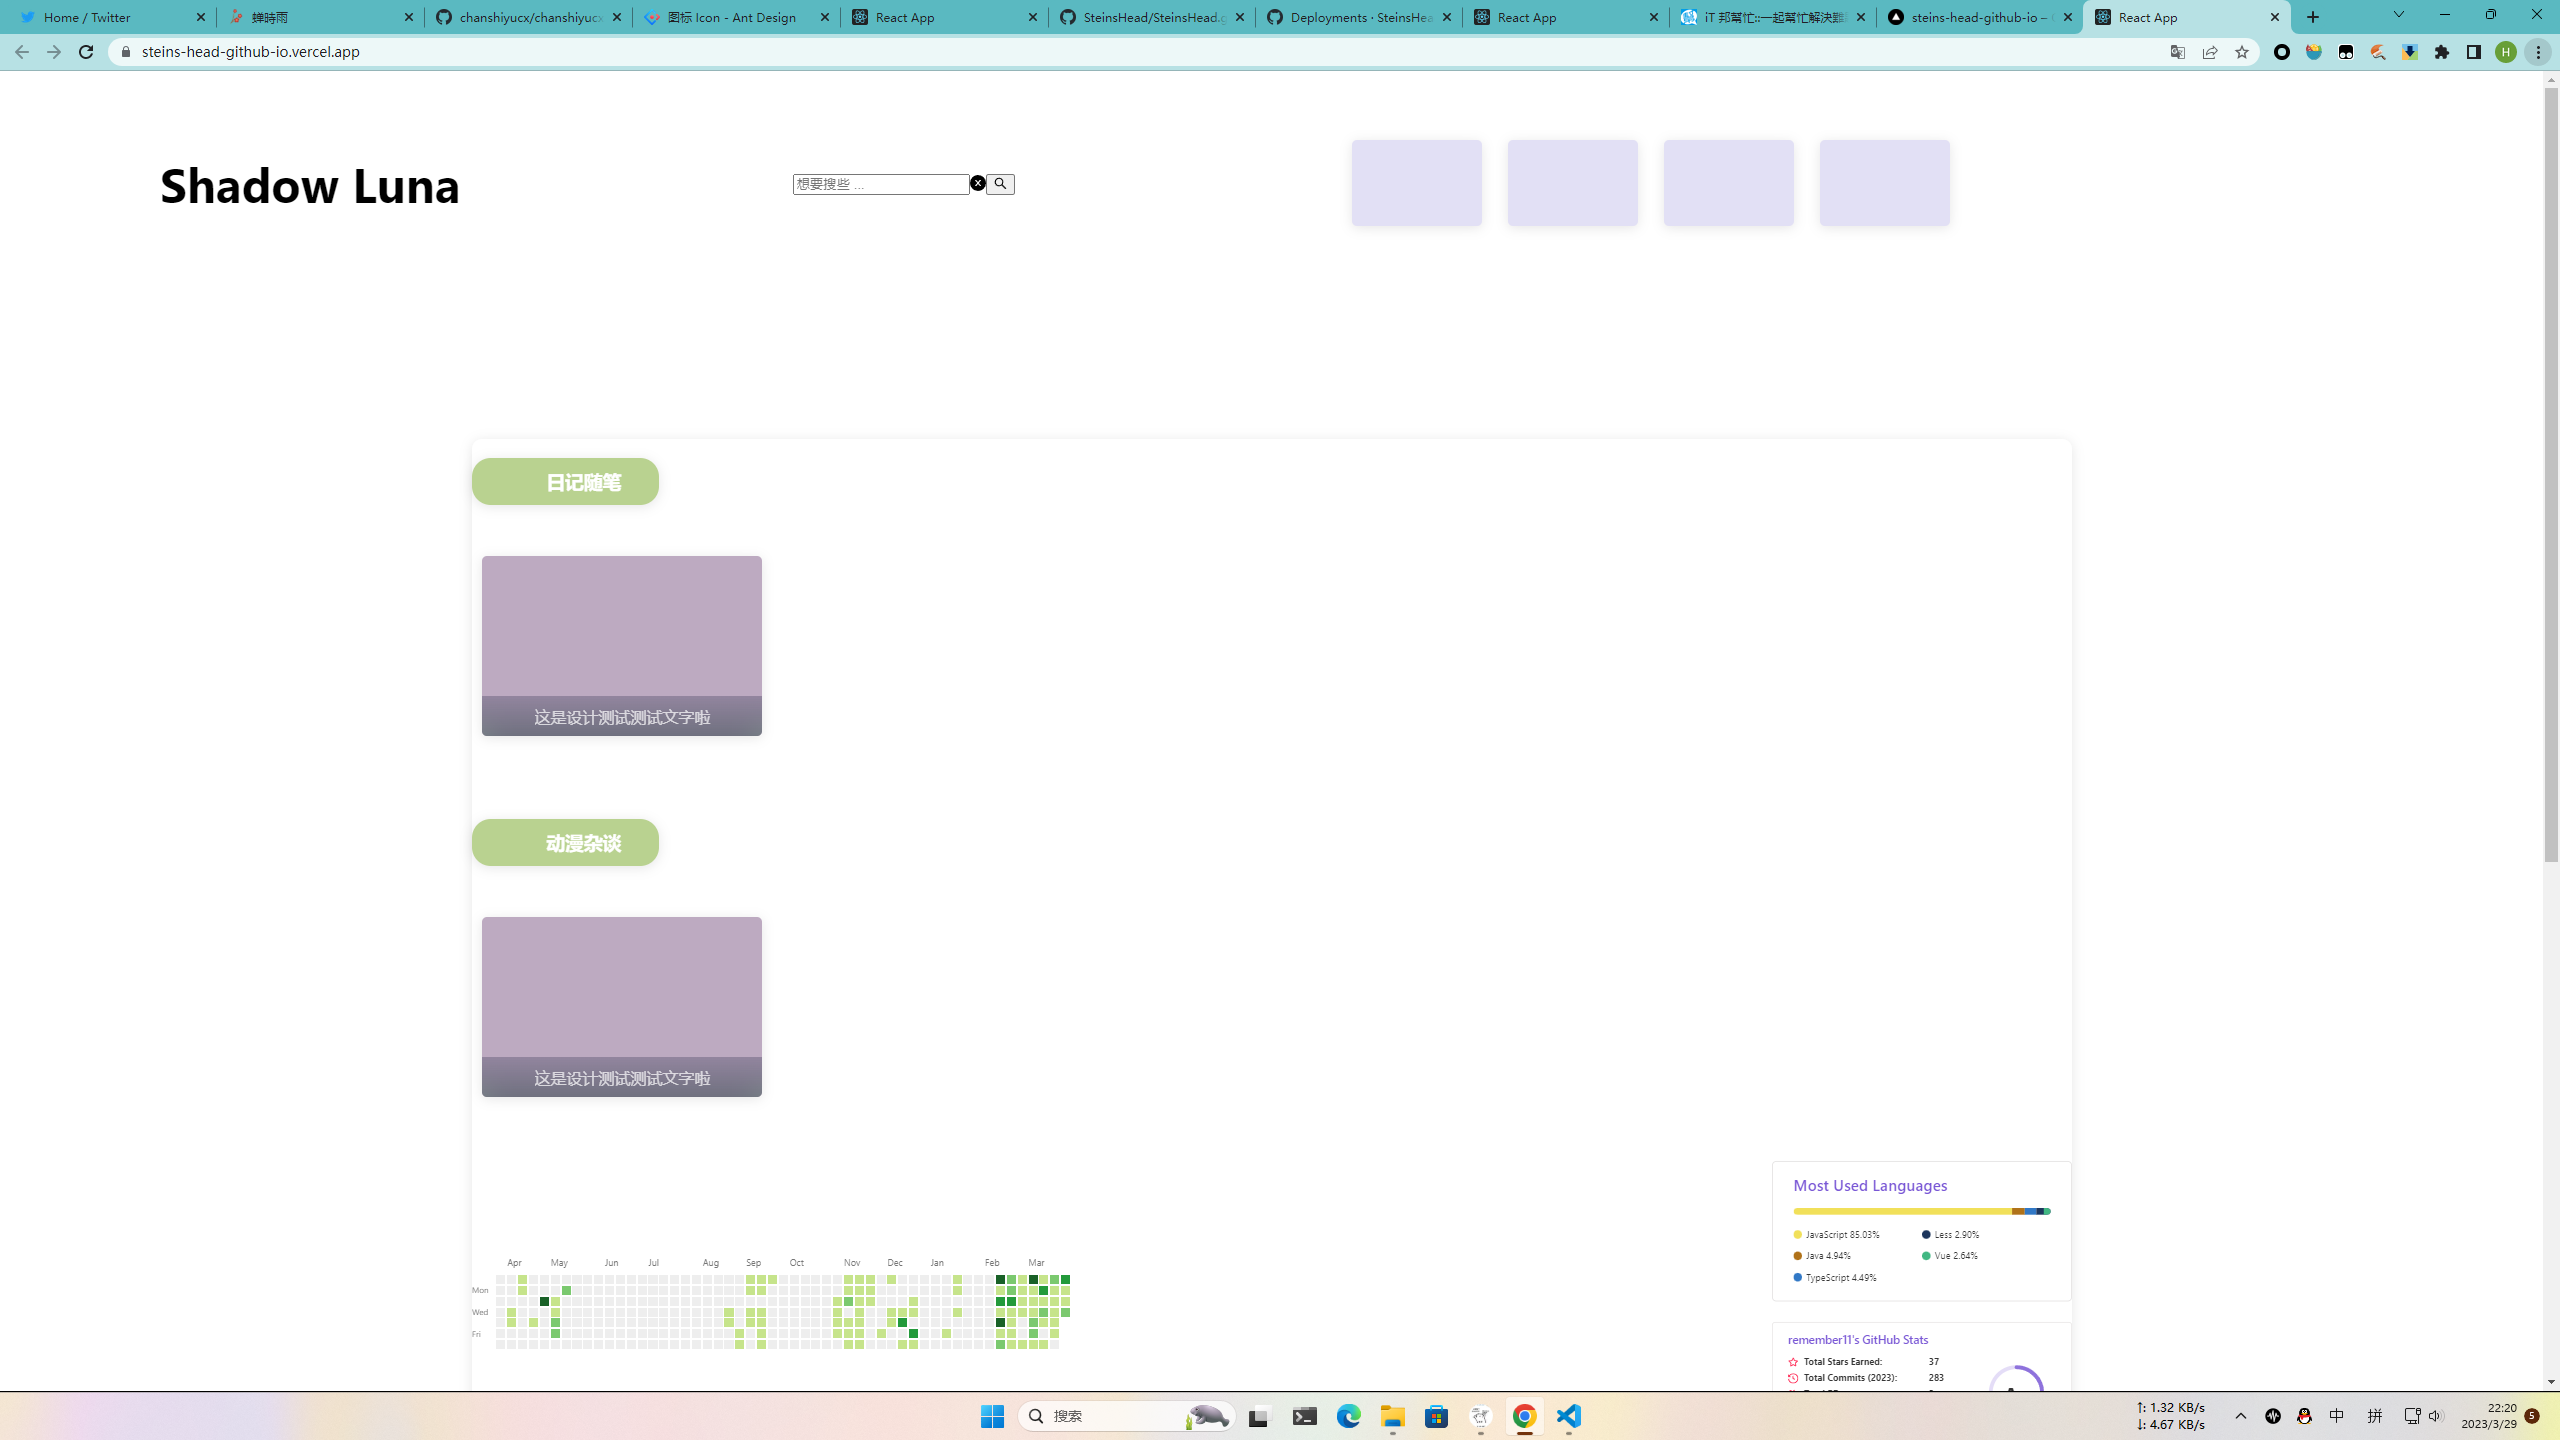 Home / Twitter
蝉時雨
chanshiyucx/chanshiyucx
图标 Icon - Ant Design
React App
SteinsHead/SteinsHead.g
Deployments · SteinsHea
React App
iT 邦幫忙::一起幫忙解決難
steins-head-github-io –
React App
steins-head-github-io.vercel.app
H
Shadow Luna
想要搜些 ...
日记随笔
这是设计测试测试文字啦
动漫杂谈
这是设计测试测试文字啦
Most Used Languages
JavaScript 85.03%
Less 2.90%
Java 4.94%
Vue 2.64%
TypeScript 4.49%
Apr May Jun Jul Aug Sep Oct Nov Dec Jan Feb Mar
Mon
Wed
Fri
remember11's GitHub Stats
Total Stars Earned: 37
Total Commits (2023): 283
搜索
↑: 1.32 KB/s
↓: 4.67 KB/s
中
拼
22:20
2023/3/29
5